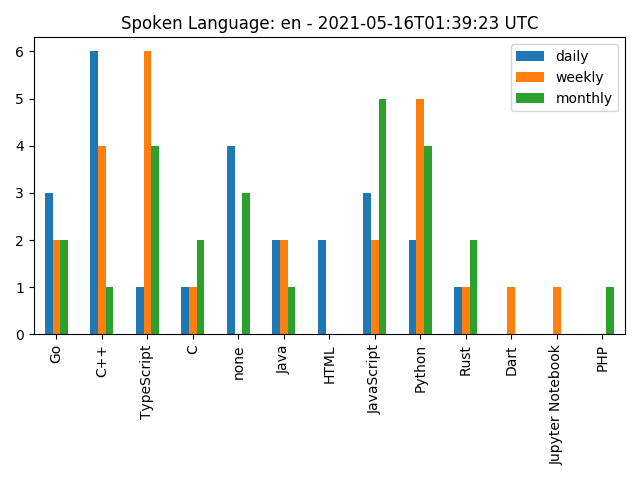 Spoken Language: en - 2021-05-16T01:39:23 UTC
daily
weekly
monthly
6
5
4
3
2
1
0
Go
C++
TypeScript
C
none
Java
HTML
JavaScript
Python
Rust
Dart
Jupyter Notebook
PHP